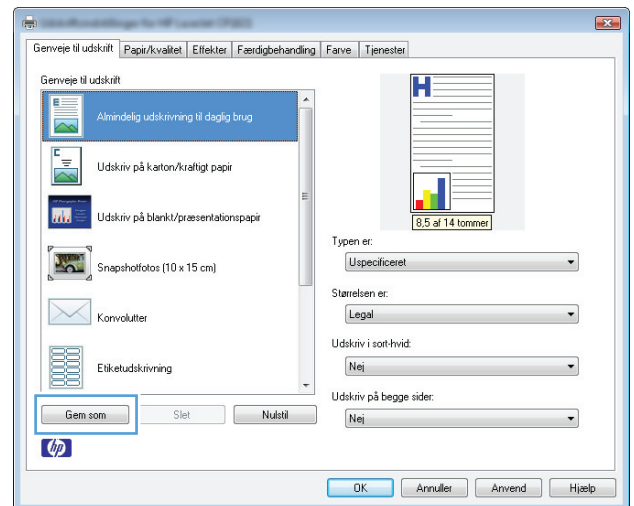 Genveje til udskrift Papir/kvalitet Effekter Færdigbehandling Farve Tjenester
Genveje til udskrift
Almindelig udskrivning til daglig brug
Udskriv på karton/kraftigt papir
Udskriv på blankt/præsentationspapir
Snapshotfotos (10 x 15 cm)
Konvolutter
Etiketudskrivning
Gem som Slet Nulstil
H
8,5 af 14 tommer
Typen er:
Uspecificeret
Størrelsen er:
Legal
Udskriv i sort-hvid:
Nej
Udskriv på begge sider:
Nej
hp
OK Annuller Anvend Hjælp